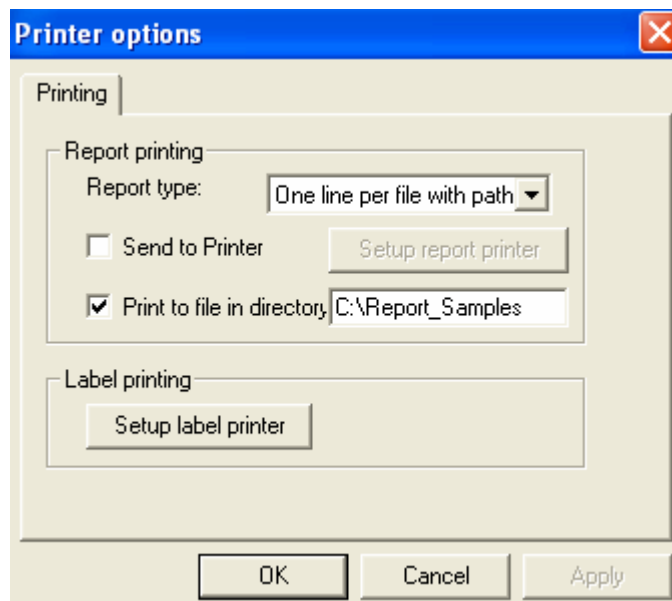 Printer options
Printing
Report printing
Report type:
One line per file with path
Send to Printer
Setup report printer
Print to file in directory
C:\Report_Samples
Label printing
Setup label printer
OK
Cancel
Apply